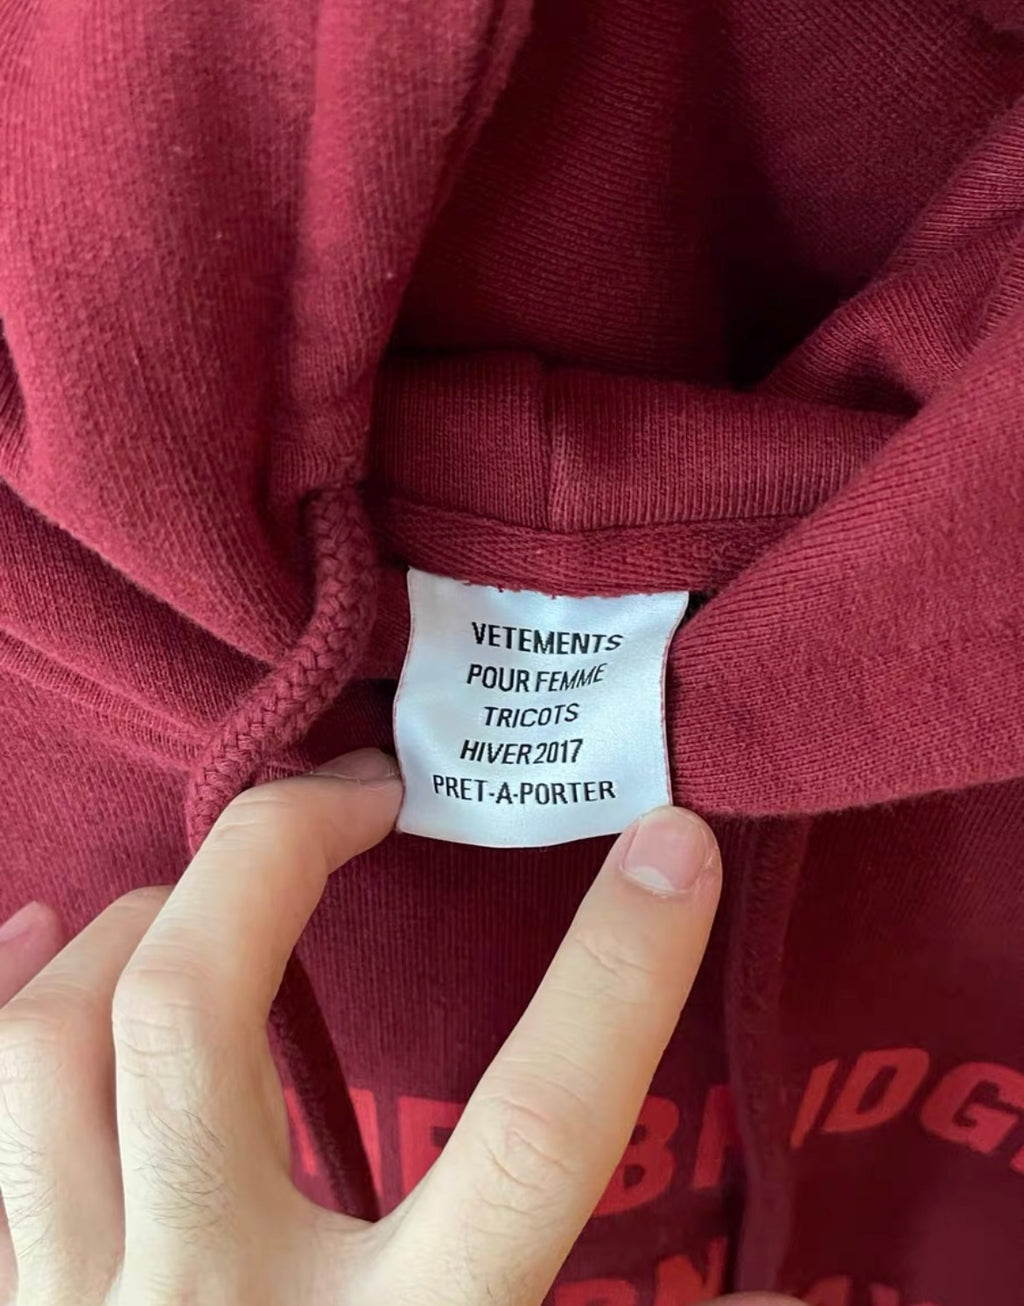 VETEMENTS
POUR FEMME
TRICOTS
HIVER 2017
PRET-A-PORTER